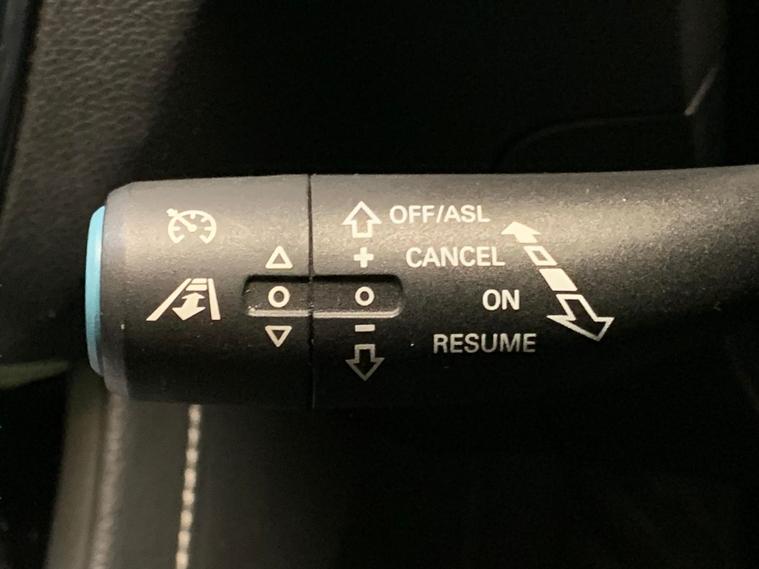 OFF/ASL
+ CANCEL
ON
-
RESUME